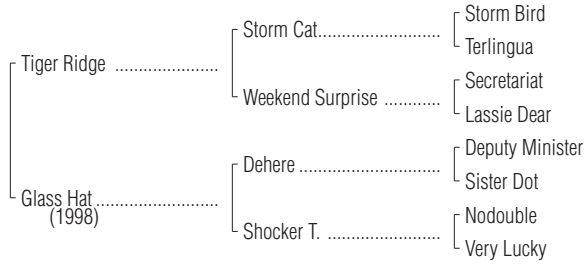 Storm Bird
Storm Cat....................................
Terlingua
Tiger Ridge ..............................
Secretariat
Weekend Surprise ................
Lassie Dear
Deputy Minister
Dehere ........................................
Sister Dot
Glass Hat ...................................
(1998)
Nodouble
Shocker T. ................................
Very Lucky